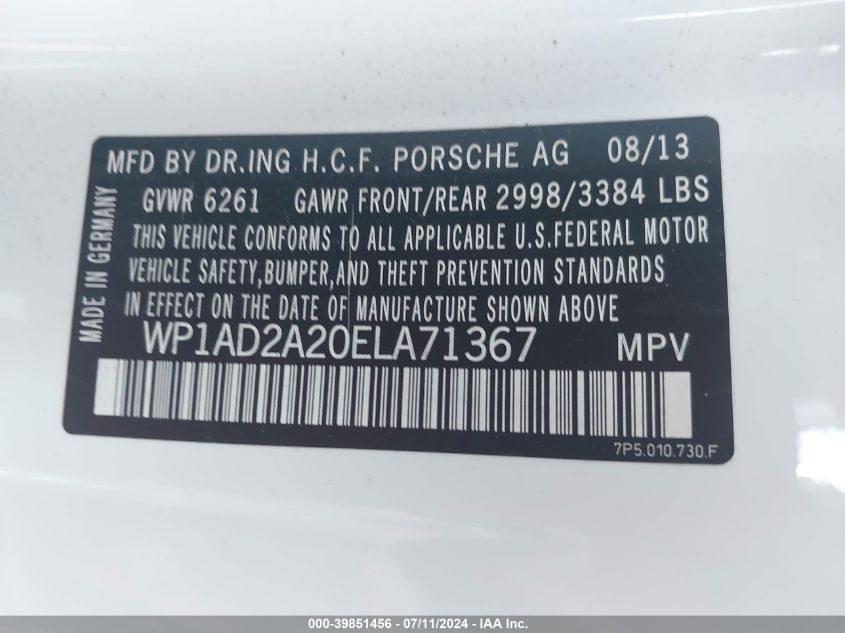 MFD BY DR.ING H.C.F. PORSCHE AG 08/13
GVWR 6261 GAWR FRONT/REAR 2998/3384 LBS
THIS VEHICLE CONFORMS TO ALL APPLICABLE U.S.FEDERAL MOTOR
VEHICLE SAFETY,BUMPER,AND THEFT PREVENTION STANDARDS
IN EFFECT ON THE DATE OF MANUFACTURE SHOWN ABOVE
MADE IN GERMANY
WP1AD2A20ELA71367 MPV
7P5.010.730.F
000-39851456 - 07/11/2024 - IAA Inc.